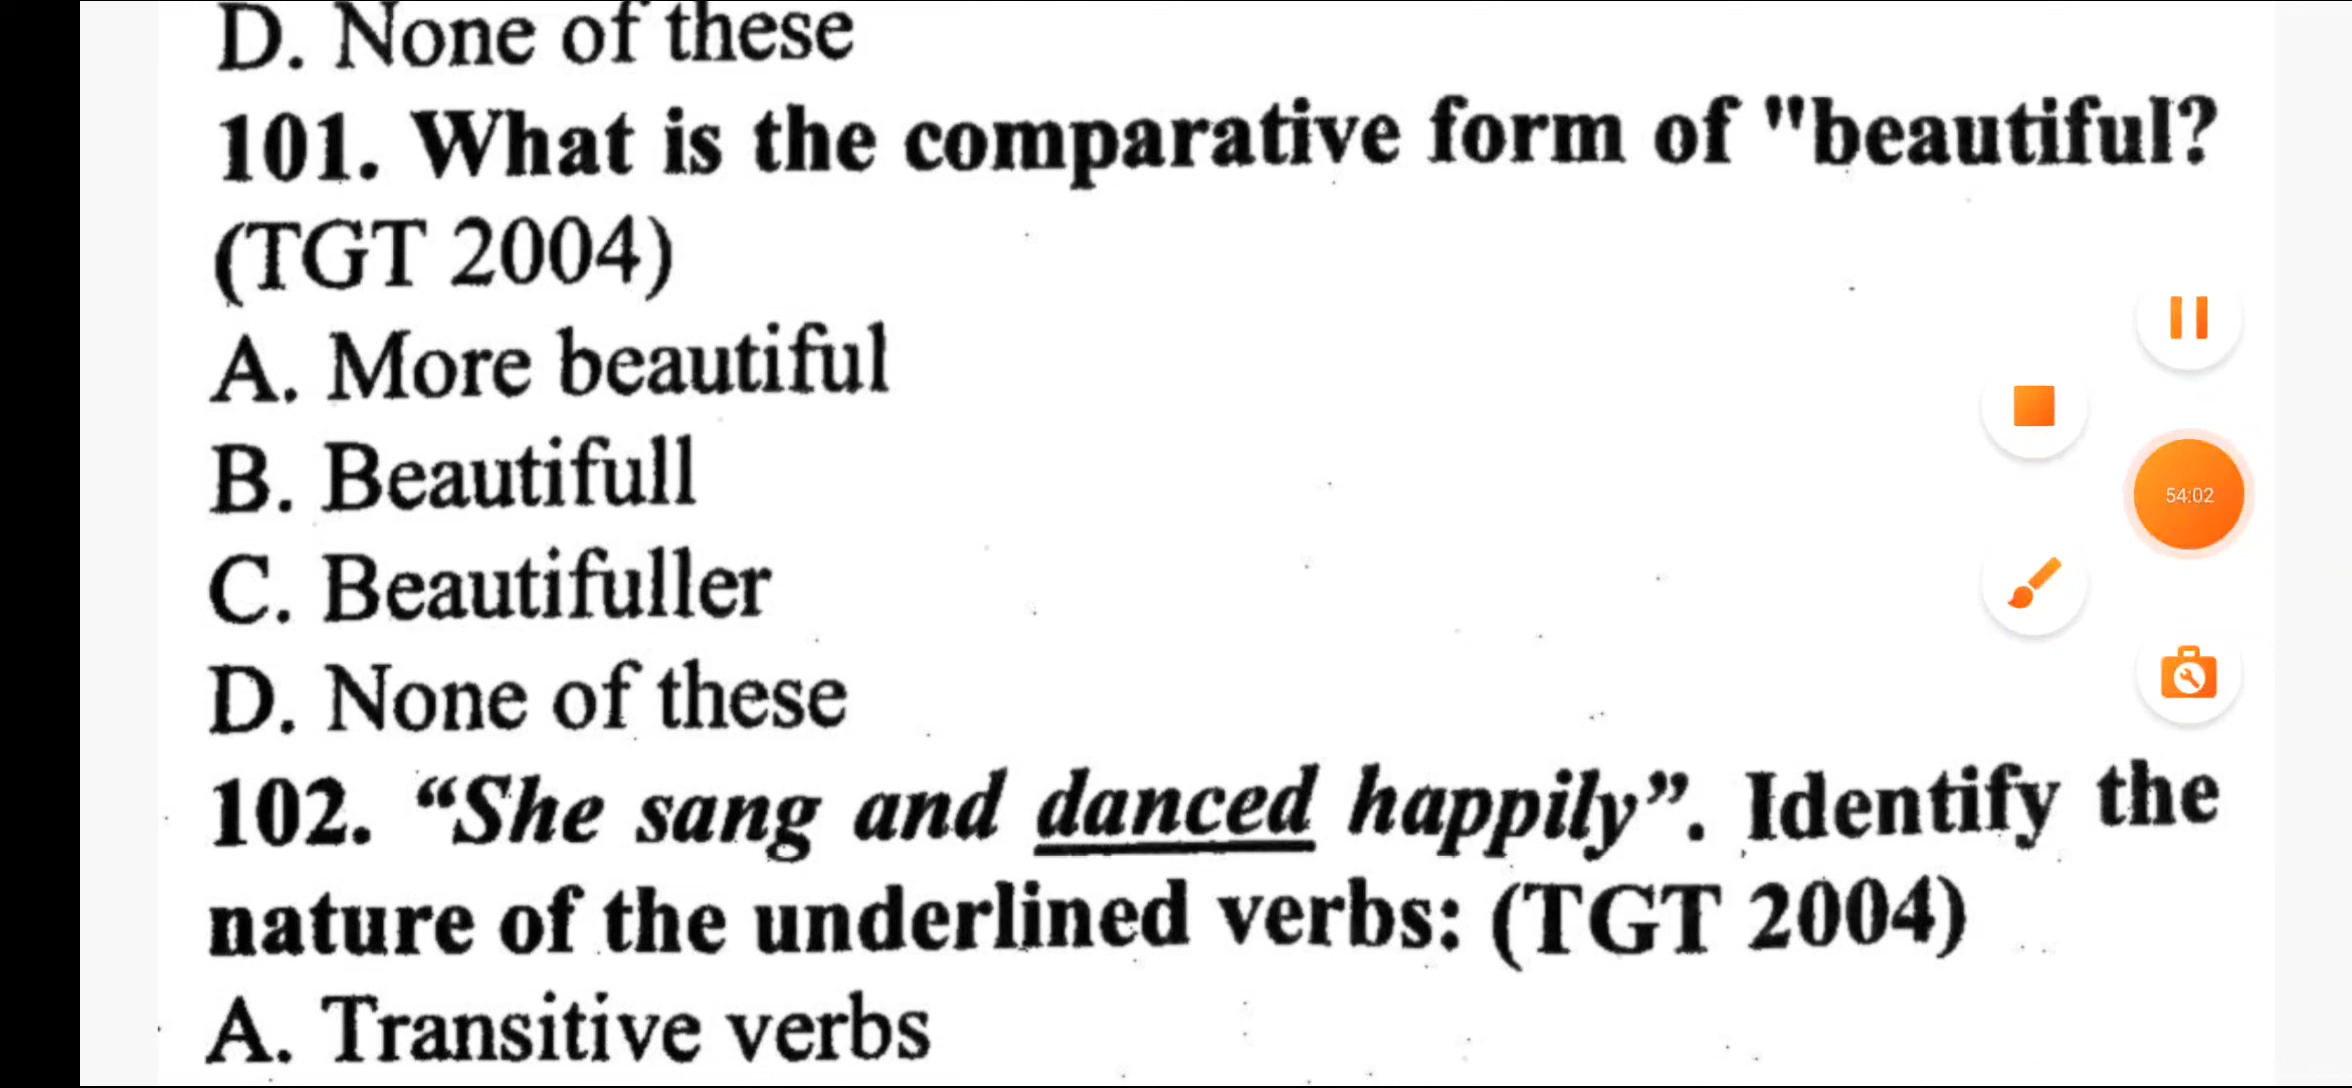 D. None of these
101. What is the comparative form of "beautiful?
(TGT 2004)
A. More beautiful
B. Beautifull
C. Beautifuller
D. None of these
54:02
102. “She sang and danced happily”. Identify the
nature of the underlined verbs: (TGT 2004)
A. Transitive verbs